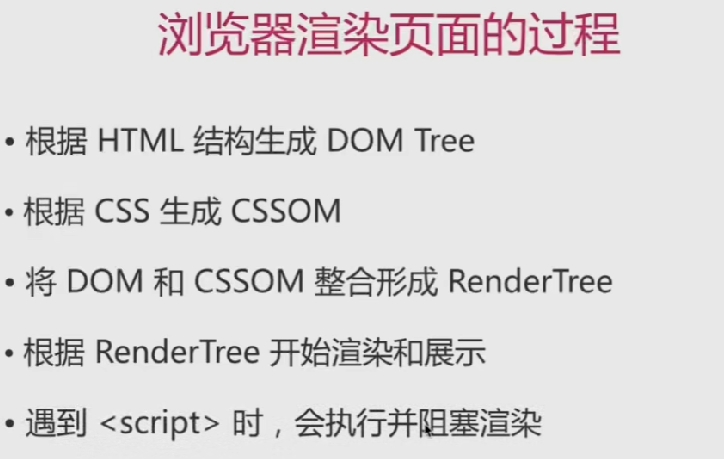 浏览器渲染页面的过程
• 根据 HTML 结构生成 DOM Tree
• 根据 CSS 生成 CSSOM
• 将 DOM 和 CSSOM 整合形成 RenderTree
• 根据 RenderTree 开始渲染和展示
• 遇到 <script> 时，会执行并阻塞渲染